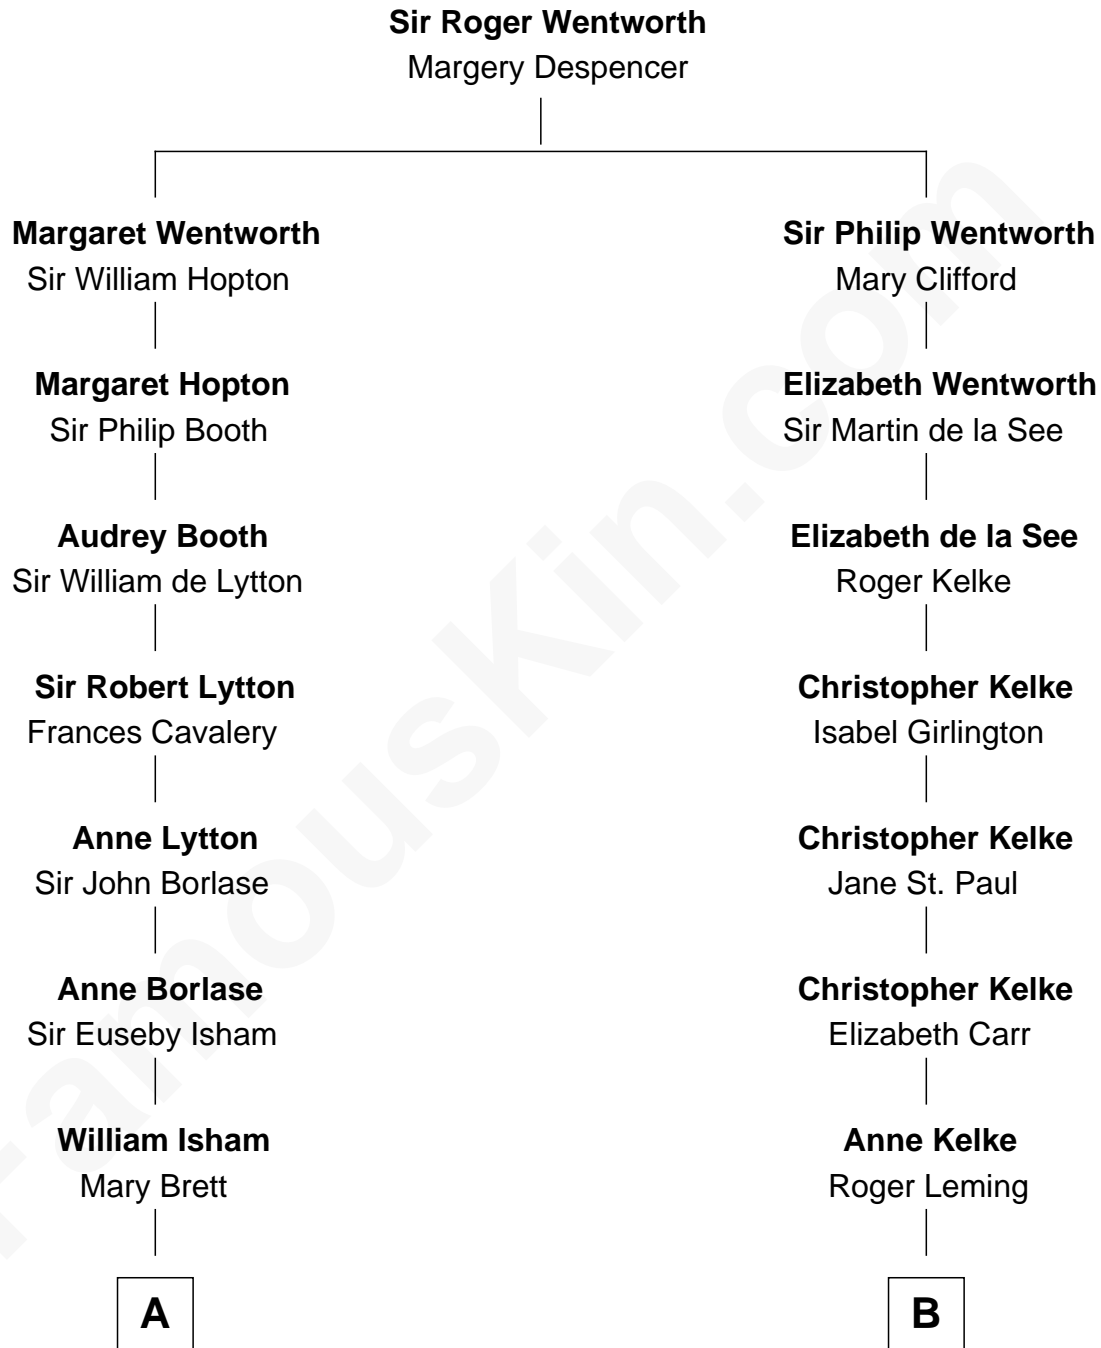 Sir Roger Wentworth
Margery Despencer
Margaret Wentworth
Sir William Hopton
Sir Philip Wentworth
Mary Clifford
Margaret Hopton
Sir Philip Booth
Elizabeth Wentworth
Sir Martin de la See
Audrey Booth
Sir William de Lytton
Elizabeth de la See
Roger Kelke
Sir Robert Lytton
Frances Cavalery
Christopher Kelke
Isabel Girlington
Anne Lytton
Sir John Borlase
Christopher Kelke
Jane St. Paul
Anne Borlase
Sir Euseby Isham
Christopher Kelke
Elizabeth Carr
William Isham
Mary Brett
Anne Kelke
Roger Leming
A
B
FamousKin.com